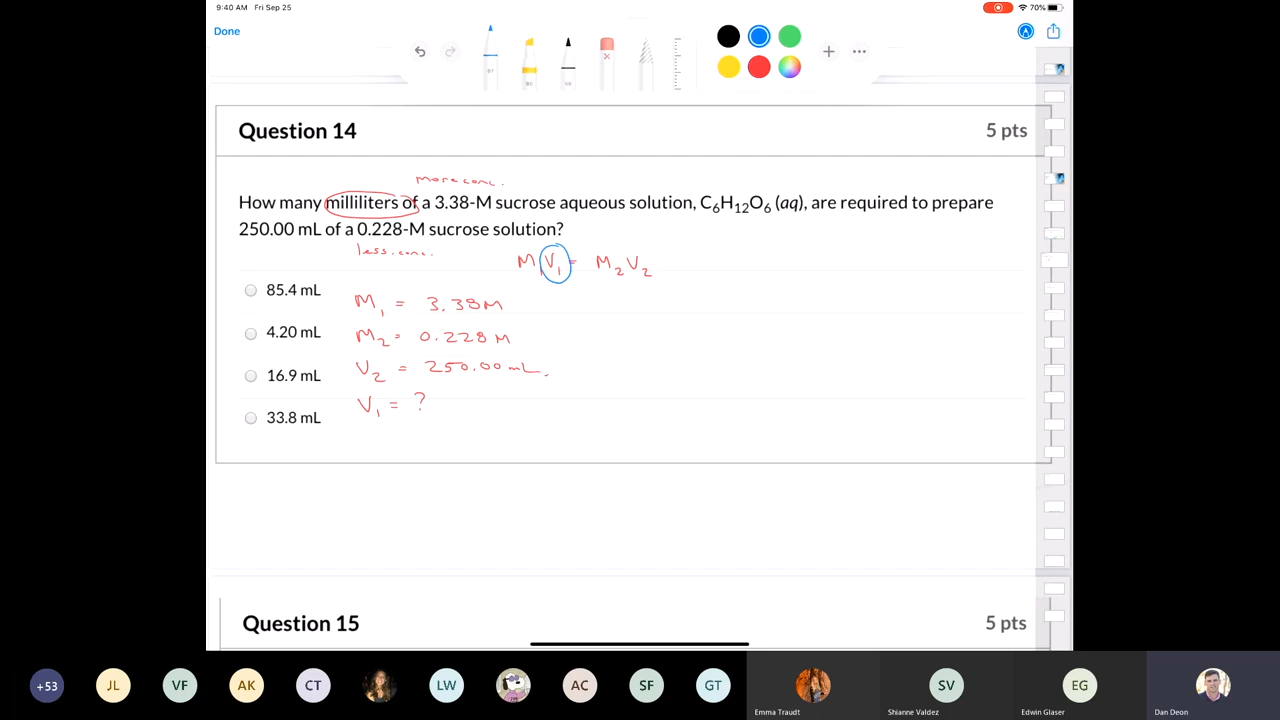 9:40 AM Fri Sep 25
70%
Done
Question 14
5 pts
more conc.
How many milliliters of a 3.38-M sucrose aqueous solution, C₆H₁₂O₆ (aq), are required to prepare
250.00 mL of a 0.228-M sucrose solution?
less conc.
M₁V₁ = M₂V₂
85.4 mL
4.20 mL
16.9 mL
33.8 mL
M₁ = 3.38M
M₂ = 0.228 M
V₂ = 250.00 mL.
V₁ = ?
Question 15
5 pts
+53
JL
VF
AK
CT
LW
AC
SF
GT
SV
EG
Emma Traudt
Shianne Valdez
Edwin Glaser
Dan Deon